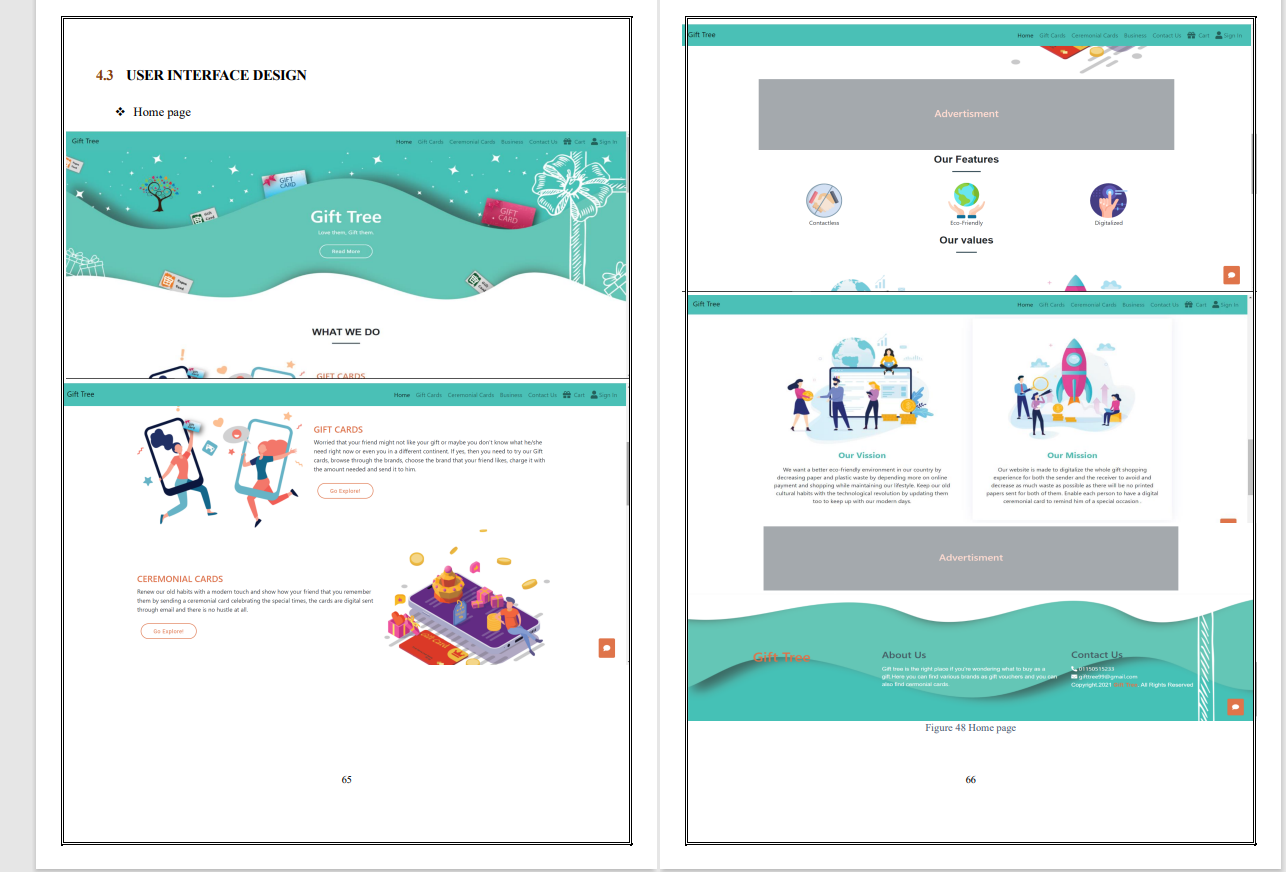 4.3 USER INTERFACE DESIGN
❖ Home page
Gift Tree Home Gift Cards Ceremonial Cards Business Contact Us Cart Sign In
GIFT CARD
GIFT CARD
Gift Tree
Love them, Gift them.
Read More
WHAT WE DO
GIFT CARDS
Gift Tree Home Gift Cards Ceremonial Cards Business Contact Us Cart Sign In
GIFT CARDS
Worried that your friend might not like your gift or maybe you don't know what he/she
need right now or even you in a different continent. If yes, then you need to try our Gift
cards, browse through the brands, choose the brand that your friend likes, charge it with
the amount needed and send it to him.
Go Explore!
CEREMONIAL CARDS
Renew our old habits with a modern touch and show how your friend that you remember
them by sending a ceremonial card celebrating the special times, the cards are digital sent
through email and there is no hustle at all.
Go Explore!
65
Gift Tree Home Gift Cards Ceremonial Cards Business Contact Us Cart Sign In
Advertisment
Our Features
Contactless Eco-Friendly Digitalized
Our values
Gift Tree Home Gift Cards Ceremonial Cards Business Contact Us Cart Sign In
Our Vission
We want a better eco-friendly environment in our country by
decreasing paper and plastic waste by depending more on online
payment and shopping while maintaining our lifestyle. Keep our old
cultural habits with the technological revolution by updating them
too to keep up with our modern days.
Our Mission
Our website is made to digitalize the whole gift shopping
experience for both the sender and the receiver to avoid and
decrease as much waste as possible as there will be no printed
papers sent for both of them. Enable each person to have a digital
ceremonial card to remind him of a special occasion .
Advertisment
Gift Tree
About Us
Gift tree is the right place if you're wondering what to buy as a
gift,Here you can find various brands as gift vouchers and you can
also find cermonial cards.
Contact Us
01150515233
gifttree99@gmail.com
Copyright,2021 Gift Tree. All Rights Reserved
Figure 48 Home page
66